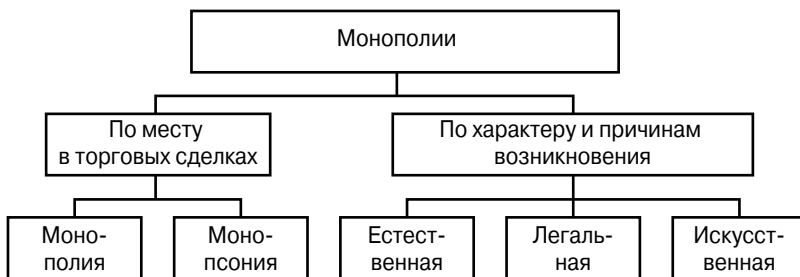 Монополии
По месту
в торговых сделках
По характеру и причинам
возникновения
Моно-
полия
Моно-
псония
Естест-
венная
Легаль-
ная
Искусст-
венная